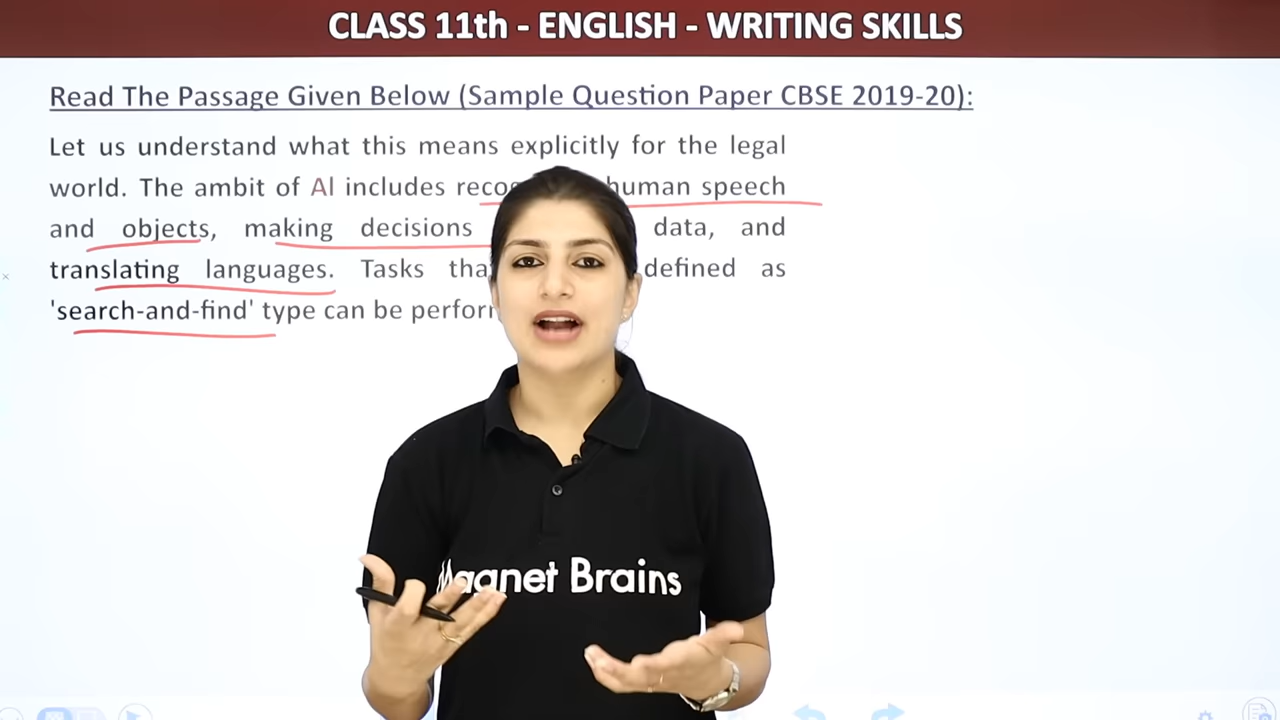 CLASS 11th - ENGLISH - WRITING SKILLS
Read The Passage Given Below (Sample Question Paper CBSE 2019-20):
Let us understand what this means explicitly for the legal
world. The ambit of Al includes human speech
and objects, making decisions data, and
translating languages. Tasks defined as
'search-and-find' type can be
Magnet Brains